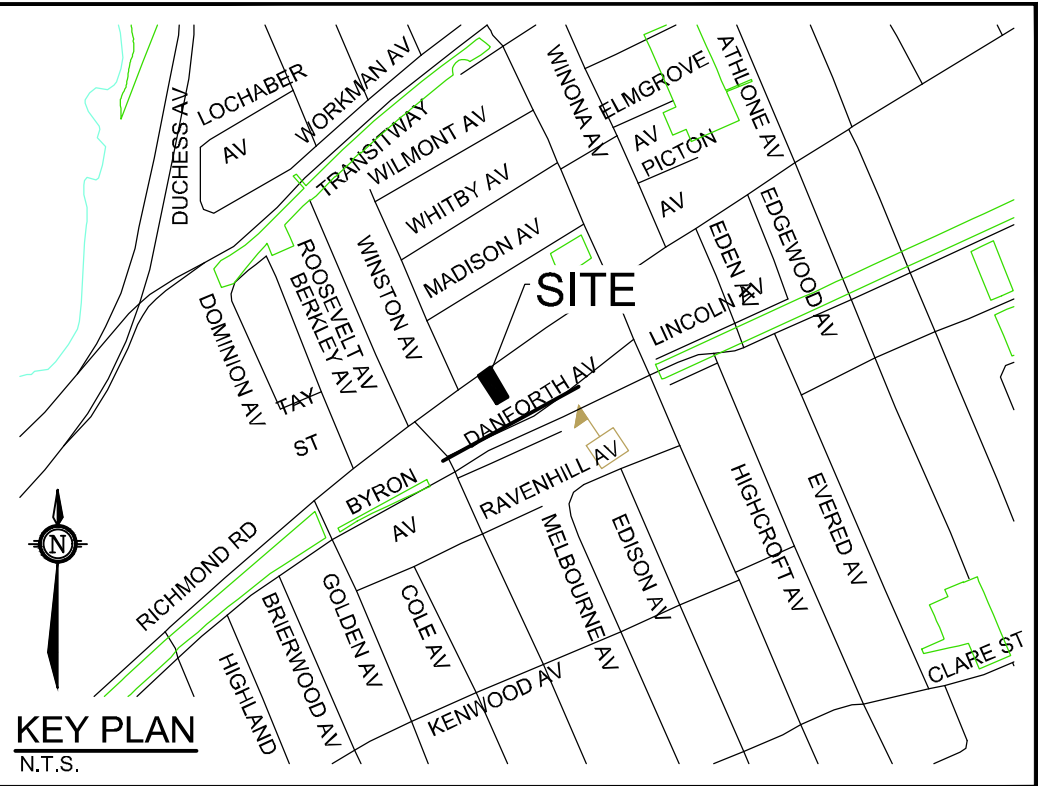 DUCHESS AV
LOCHABER
AV
WORKMAN AV
TRANSITWAY
WILMONT AV
WHITBY AV
MADISON AV
WINONA AV
ELMGROVE
AV
PICTON
AV
ATHLONE AV
EDGEWOOD AV
EDEN AV
LINCOLN AV
ROOSEVELT AV
BERKLEY AV
WINSTON AV
DOMINION AV
TAY
ST
SITE
DANFORTH AV
BYRON
AV
RAVENHILL AV
RICHMOND RD
N
HIGHLAND
BRIERWOOD AV
GOLDEN AV
COLE AV
KENWOOD AV
MELBOURNE AV
EDISON AV
HIGHCROFT AV
EVERED AV
CLARE ST
KEY PLAN
N.T.S.